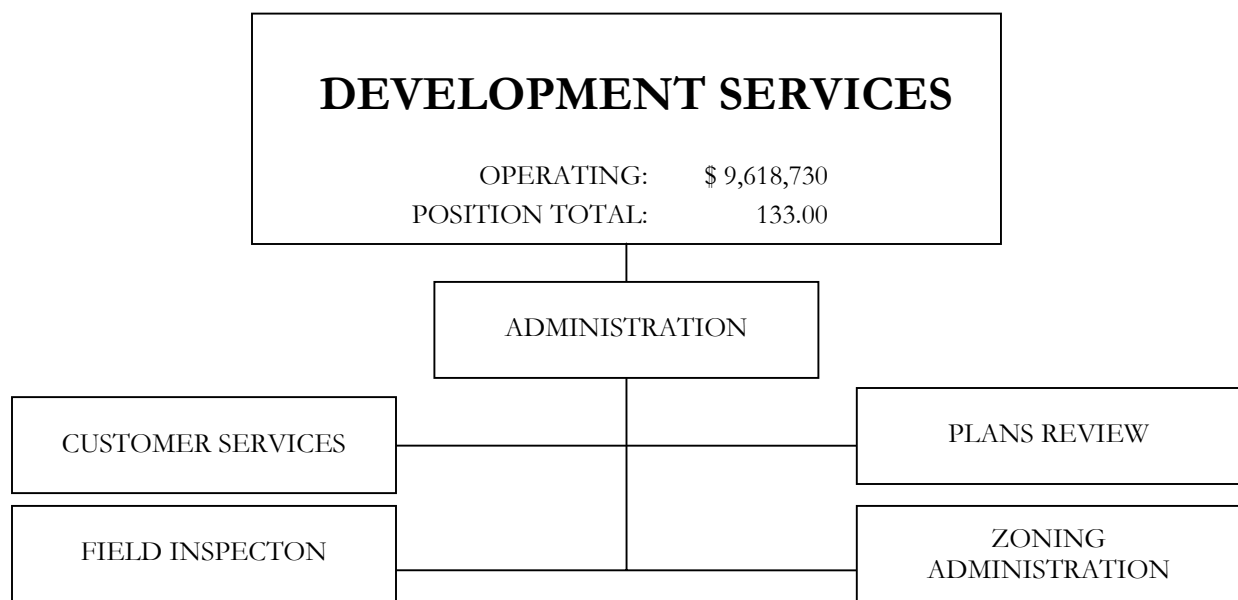 DEVELOPMENT SERVICES
OPERATING: $ 9,618,730
POSITION TOTAL: 133.00
ADMINISTRATION
CUSTOMER SERVICES
PLANS REVIEW
FIELD INSPECTON
ZONING
ADMINISTRATION